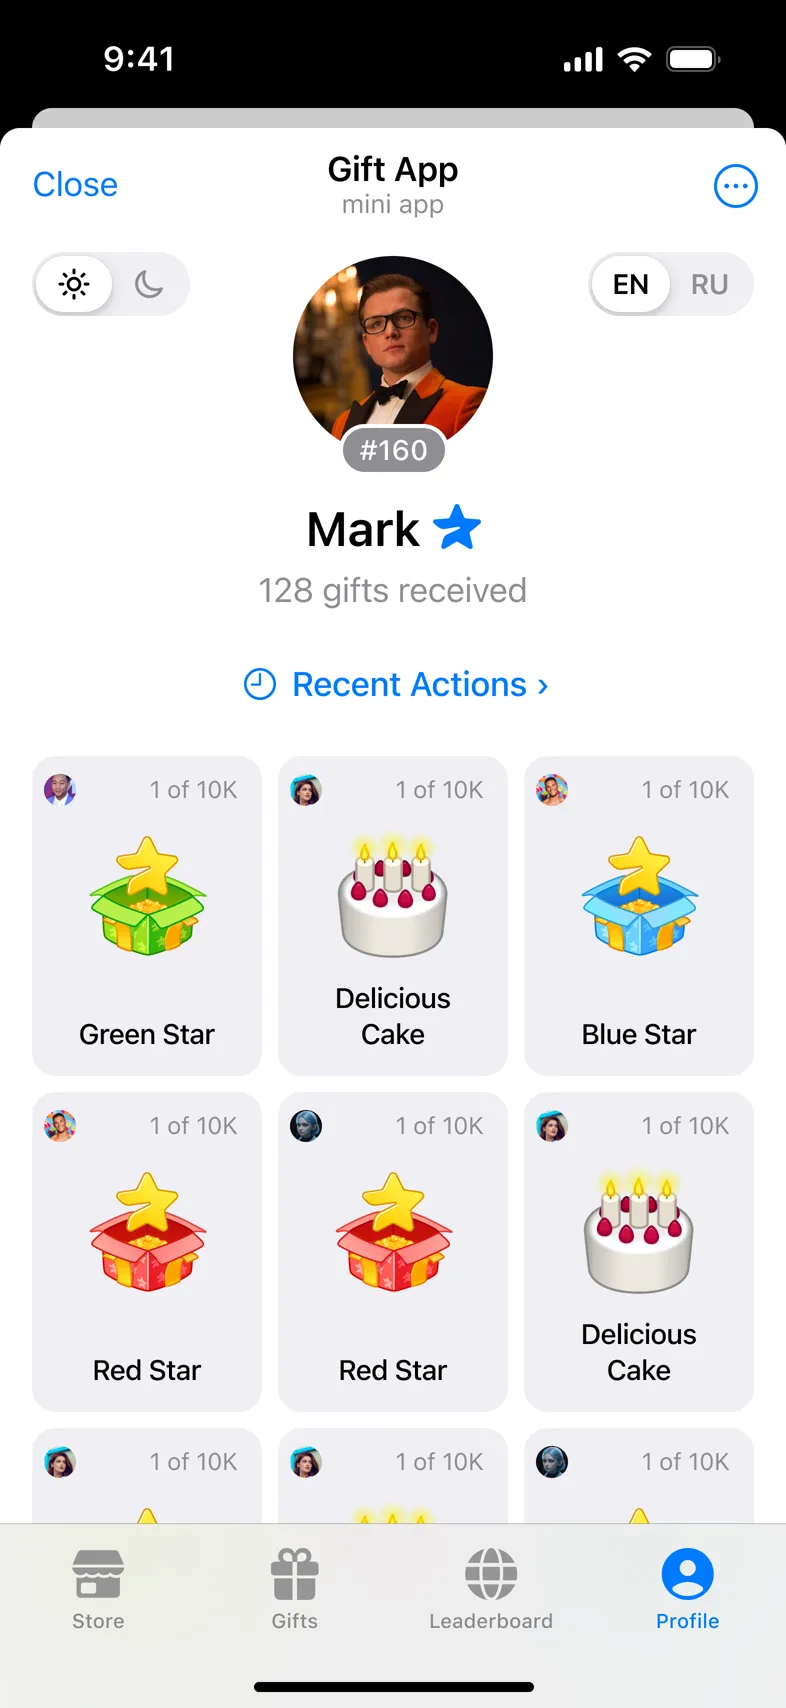 9:41
Close
Gift App
mini app
EN RU
#160
Mark
128 gifts received
Recent Actions ›
1 of 10K
1 of 10K
1 of 10K
Green Star
Delicious
Cake
Blue Star
1 of 10K
1 of 10K
1 of 10K
Red Star
Red Star
Delicious
Cake
1 of 10K
1 of 10K
1 of 10K
Store
Gifts
Leaderboard
Profile